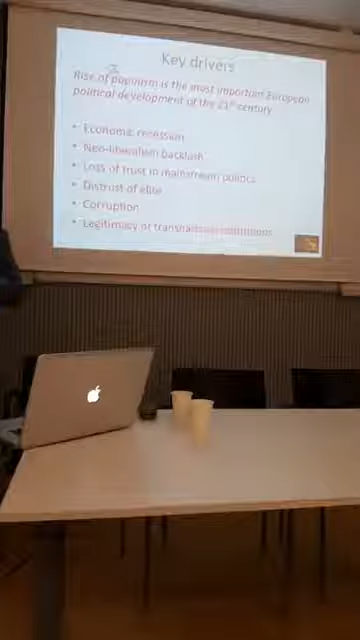 Key drivers
Rise of populism is the most important European
political development of the 21st century
• Economic recession
• Neo-liberalism backlash
• Loss of trust in mainstream politics
• Distrust of elite
• Corruption
• Legitimacy of transnational institutions